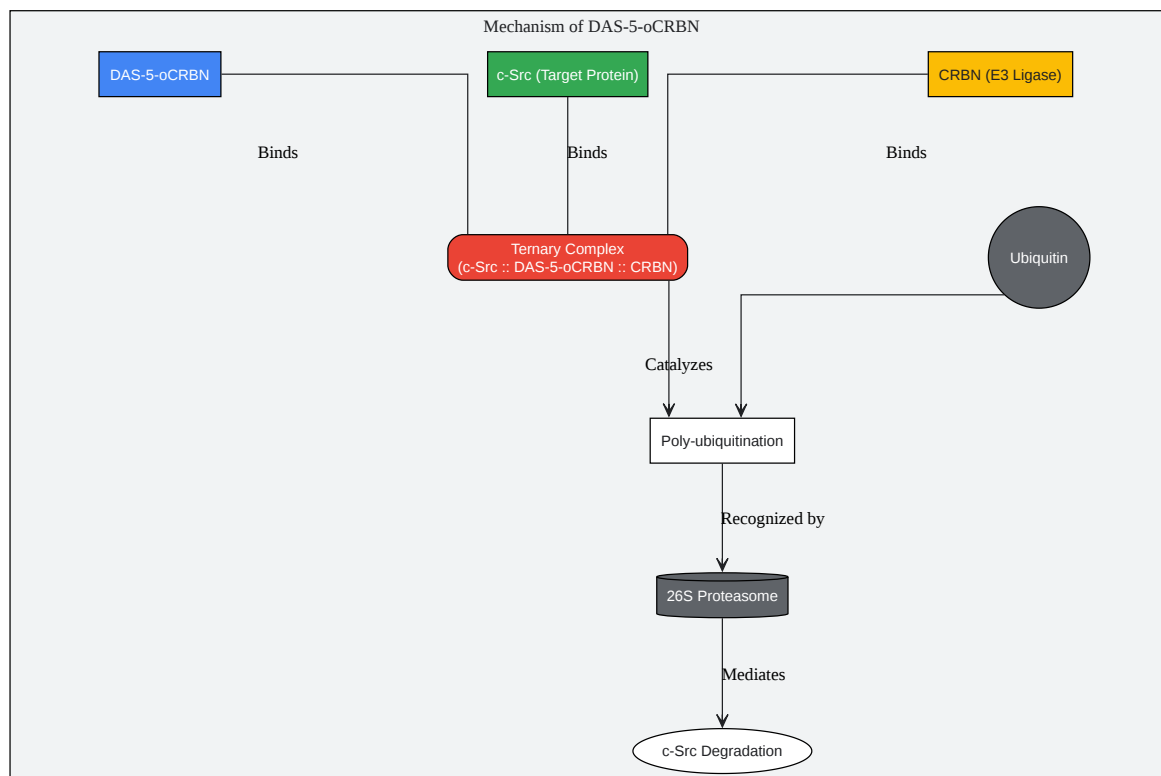 Mechanism of DAS-5-oCRBN
DAS-5-oCRBN
c-Src (Target Protein)
CRBN (E3 Ligase)
Binds
Binds
Binds
Ternary Complex
(c-Src :: DAS-5-oCRBN :: CRBN)
Ubiquitin
Catalyzes
Poly-ubiquitination
Recognized by
26S Proteasome
Mediates
c-Src Degradation